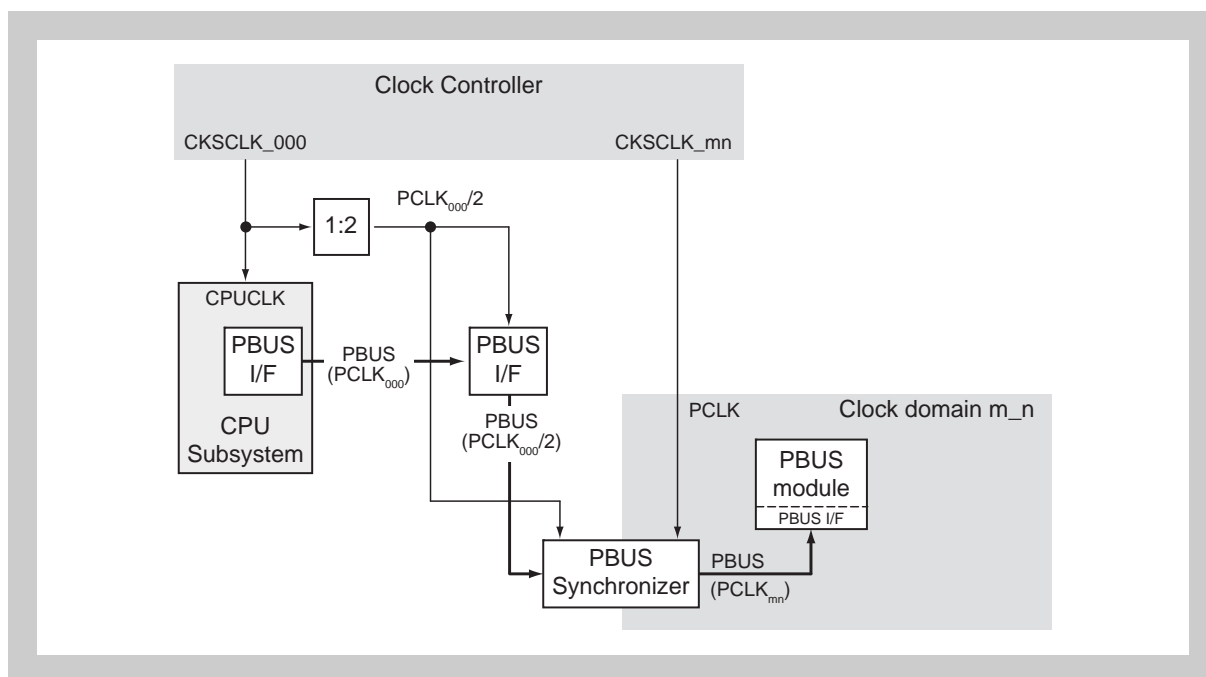 Clock Controller
CKSCLK_000
CKSCLK_mn
PCLK000/2
1:2
CPUCLK
PBUS
I/F
PBUS
(PCLK000)
PBUS
I/F
CPU
Subsystem
PBUS
(PCLK000/2)
PCLK
Clock domain m_n
PBUS
module
PBUS I/F
PBUS
Synchronizer
PBUS
(PCLKmn)